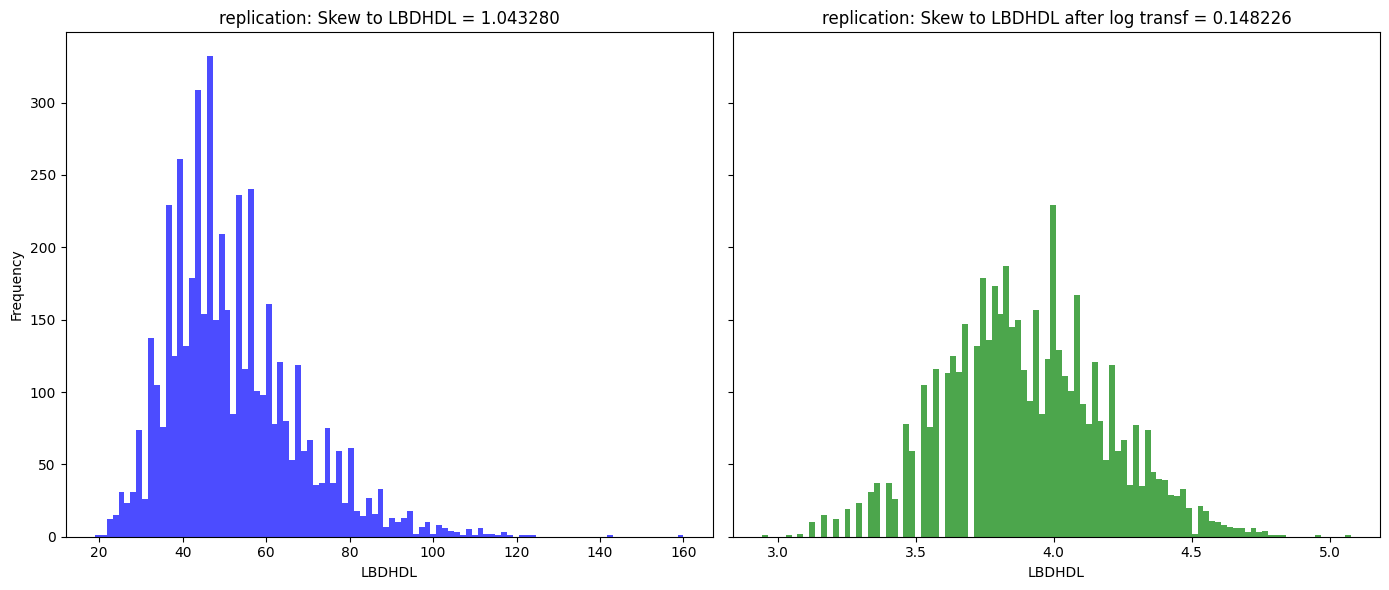 replication: Skew to LBDHDL = 1.043280
replication: Skew to LBDHDL after log transf = 0.148226
Frequency
300
250
200
150
100
50
0
20 40 60 80 100 120 140 160
3.0 3.5 4.0 4.5 5.0
LBDHDL
LBDHDL